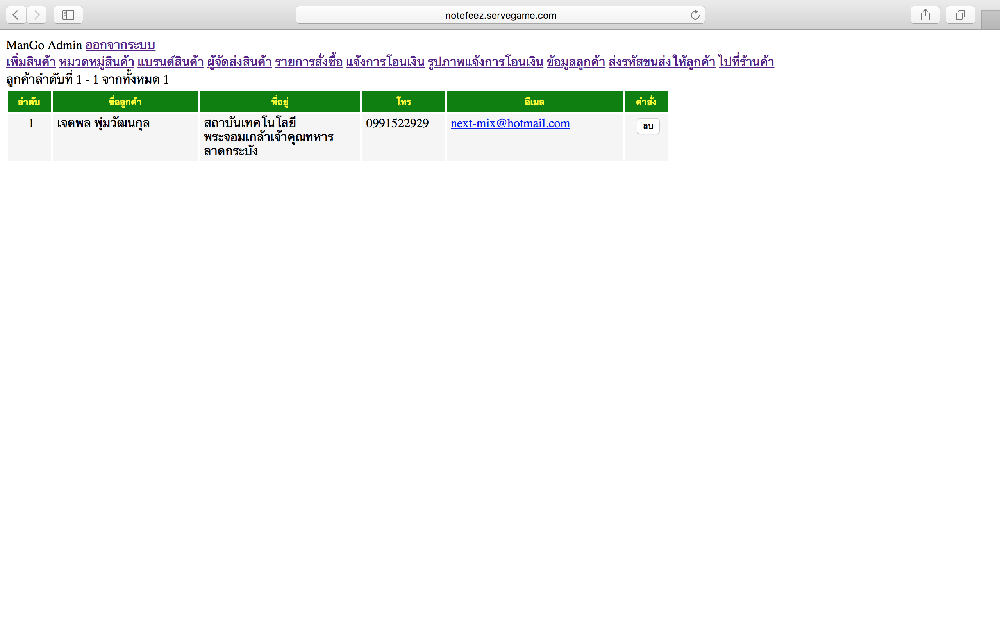 notefeez.servegame.com
ManGo Admin ออกจากระบบ
เพิ่มสินค้า หมวดหมู่สินค้า แบรนด์สินค้า ผู้จัดส่งสินค้า รายการสั่งซื้อ แจ้งการโอนเงิน รูปภาพแจ้งการโอนเงิน ข้อมูลลูกค้า ส่งรหัสขนส่งให้ลูกค้า ไปที่ร้านค้า
ลูกค้าลำดับที่ 1 - 1 จากทั้งหมด 1
ลำดับ ชื่อลูกค้า ที่อยู่ โทร อีเมล คำสั่ง
1 เจตพล พุ่มวัฒนกุล สถาบันเทคโนโลยี 0991522929 next-mix@hotmail.com ลบ
พระจอมเกล้าเจ้าคุณทหาร
ลาดกระบัง